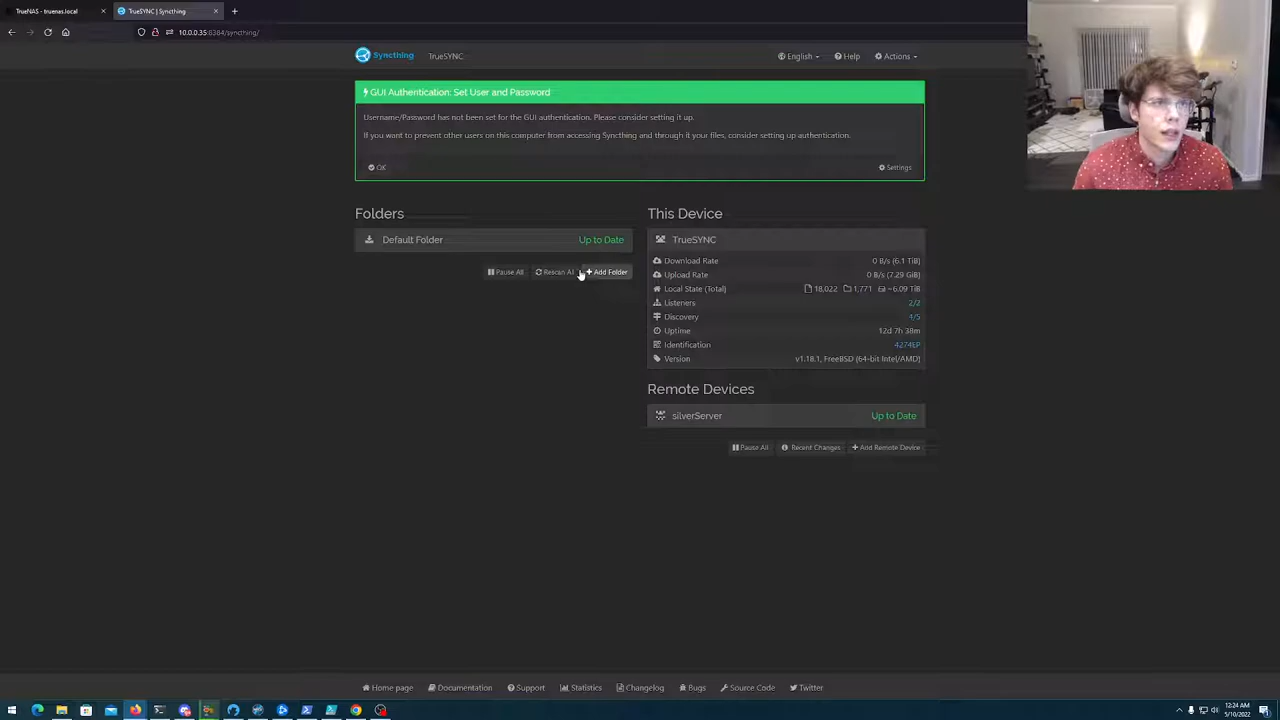 TrueNAS - truenas.local
TrueSYNC | Syncthing
10.0.0.35:8384/syncthing/
Syncthing
TrueSYNC
English
Help
Actions
GUI Authentication: Set User and Password
Username/Password has not been set for the GUI authentication. Please consider setting it up.
If you want to prevent other users on this computer from accessing Syncthing and through it your files, consider setting up authentication.
OK
Settings
Folders
Default Folder
Up to Date
Pause All
Rescan Al
Add Folder
This Device
TrueSYNC
Download Rate
0 B/s (6.1 TiB)
Upload Rate
0 B/s (7.29 GiB)
Local State (Total)
18,022
1,771
~6.09 TiB
Listeners
2/2
Discovery
4/5
Uptime
12d 7h 38m
Identification
4274EP
Version
v1.18.1, FreeBSD (64-bit Intel/AMD)
Remote Devices
silverServer
Up to Date
Pause All
Recent Changes
Add Remote Device
Home page
Documentation
Support
Statistics
Changelog
Bugs
Source Code
Twitter
12:24 AM
5/10/2022